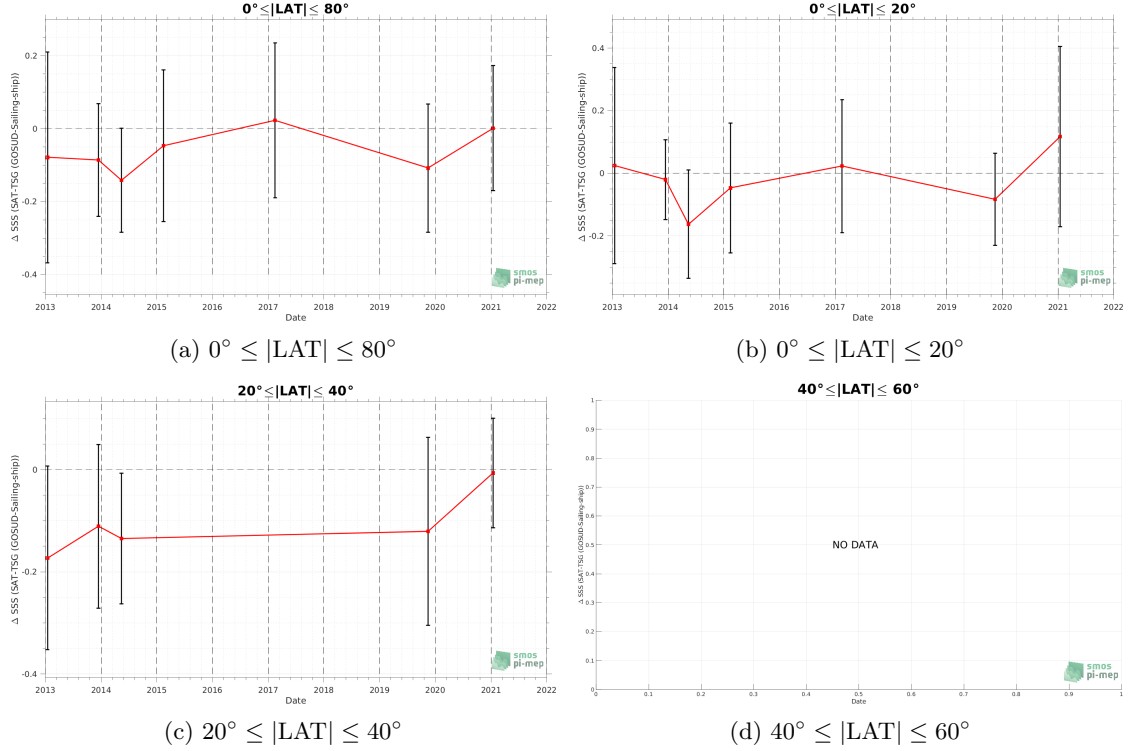 0°≤|LAT|≤ 80°
Δ SSS (SAT-TSG (GOSUD-Sailing-ship))
0.2
0
-0.2
-0.4
2013 2014 2015 2016 2017 2018 2019 2020 2021 2022
Date
smos
pi-mep
(a) 0° ≤ |LAT| ≤ 80°
0°≤|LAT|≤ 20°
Δ SSS (SAT-TSG (GOSUD-Sailing-ship))
0.4
0.2
0
-0.2
2013 2014 2015 2016 2017 2018 2019 2020 2021 2022
Date
smos
pi-mep
(b) 0° ≤ |LAT| ≤ 20°
20°≤|LAT|≤ 40°
Δ SSS (SAT-TSG (GOSUD-Sailing-ship))
0
-0.2
-0.4
2013 2014 2015 2016 2017 2018 2019 2020 2021 2022
Date
smos
pi-mep
(c) 20° ≤ |LAT| ≤ 40°
40°≤|LAT|≤ 60°
Δ SSS (SAT-TSG (GOSUD-Sailing-ship))
1
0.9
0.8
0.7
0.6
0.5
0.4
0.3
0.2
0.1
0
NO DATA
0 0.1 0.2 0.3 0.4 0.5 0.6 0.7 0.8 0.9 1
Date
smos
pi-mep
(d) 40° ≤ |LAT| ≤ 60°